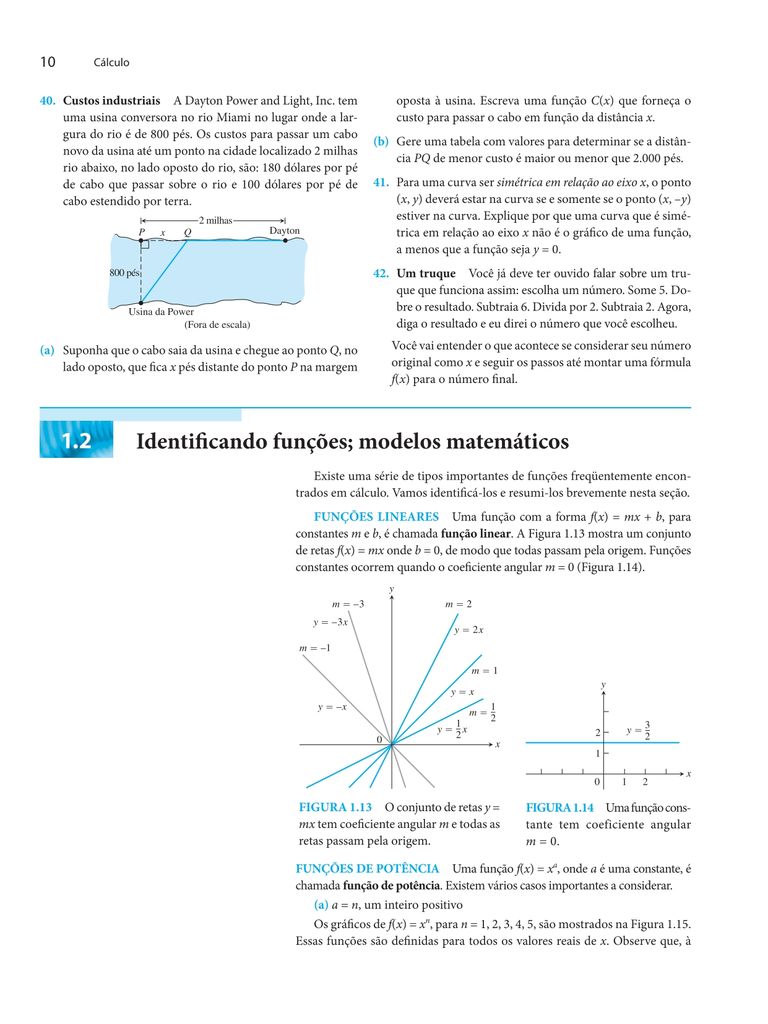 10 Cálculo
40. Custos industriais A Dayton Power and Light, Inc. tem
uma usina conversora no rio Miami no lugar onde a lar-
gura do rio é de 800 pés. Os custos para passar um cabo
novo da usina até um ponto na cidade localizado 2 milhas
rio abaixo, no lado oposto do rio, são: 180 dólares por pé
de cabo que passar sobre o rio e 100 dólares por pé de
cabo estendido por terra.
2 milhas
P x Q Dayton
800 pés
Usina da Power
(Fora de escala)
(a) Suponha que o cabo saia da usina e chegue ao ponto Q, no
lado oposto, que fica x pés distante do ponto P na margem
oposta à usina. Escreva uma função C(x) que forneça o
custo para passar o cabo em função da distância x.
(b) Gere uma tabela com valores para determinar se a distân-
cia PQ de menor custo é maior ou menor que 2.000 pés.
41. Para uma curva ser simétrica em relação ao eixo x, o ponto
(x, y) deverá estar na curva se e somente se o ponto (x, –y)
estiver na curva. Explique por que uma curva que é simé-
trica em relação ao eixo x não é o gráfico de uma função,
a menos que a função seja y = 0.
42. Um truque Você já deve ter ouvido falar sobre um tru-
que que funciona assim: escolha um número. Some 5. Do-
bre o resultado. Subtraia 6. Divida por 2. Subtraia 2. Agora,
diga o resultado e eu direi o número que você escolheu.
Você vai entender o que acontece se considerar seu número
original como x e seguir os passos até montar uma fórmula
f(x) para o número final.
1.2 Identificando funções; modelos matemáticos
Existe uma série de tipos importantes de funções freqüentemente encon-
trados em cálculo. Vamos identificá-los e resumi-los brevemente nesta seção.
FUNÇÕES LINEARES Uma função com a forma f(x) = mx + b, para
constantes m e b, é chamada função linear. A Figura 1.13 mostra um conjunto
de retas f(x) = mx onde b = 0, de modo que todas passam pela origem. Funções
constantes ocorrem quando o coeficiente angular m = 0 (Figura 1.14).
y
m = –3 m = 2
y = –3x
y = 2x
m = –1
m = 1
y = x
y = –x
m = 1/2
y = 1/2 x
0
x
y
2
y = 3/2
1
x
0 1 2
FIGURA 1.13 O conjunto de retas y =
mx tem coeficiente angular m e todas as
retas passam pela origem.
FIGURA 1.14 Uma função cons-
tante tem coeficiente angular
m = 0.
FUNÇÕES DE POTÊNCIA Uma função f(x) = xᵃ, onde a é uma constante, é
chamada função de potência. Existem vários casos importantes a considerar.
(a) a = n, um inteiro positivo
Os gráficos de f(x) = xⁿ, para n = 1, 2, 3, 4, 5, são mostrados na Figura 1.15.
Essas funções são definidas para todos os valores reais de x. Observe que, à